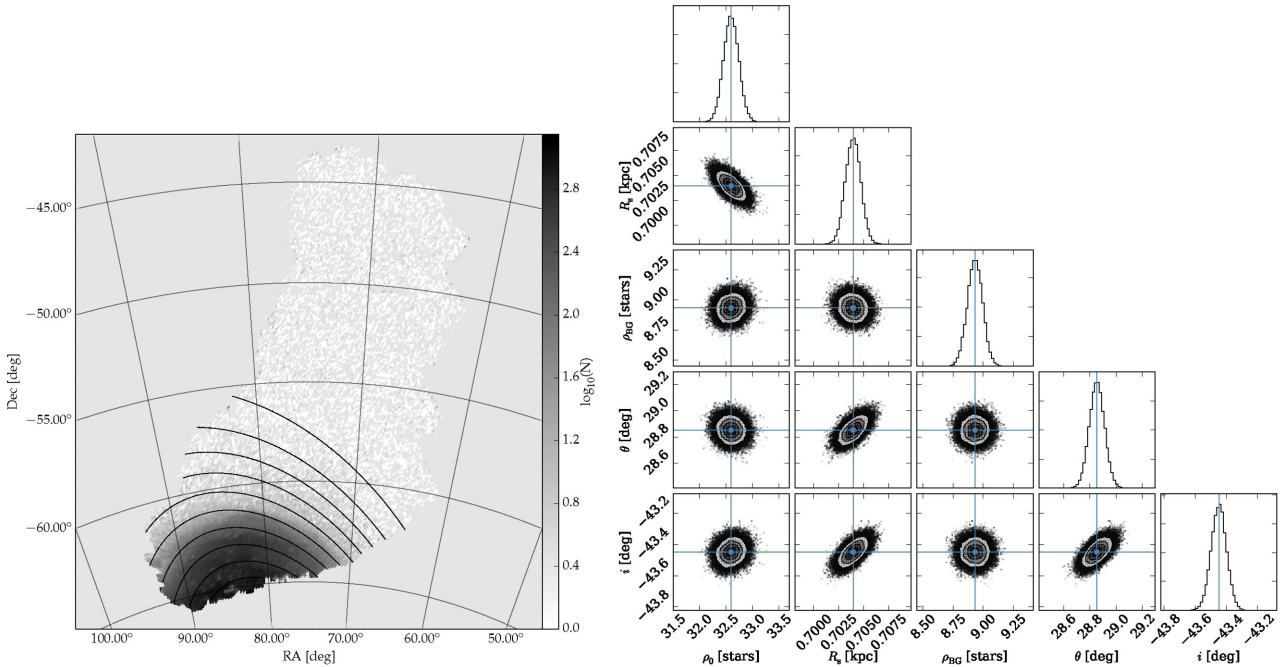 −45.00°
−50.00°
−55.00°
−60.00°
Dec [deg]
100.00° 90.00° 80.00° 70.00° 60.00° 50.00°
RA [deg]
2.8
2.4
2.0
1.6
1.2
0.8
0.4
0.0
log₁₀(N)
0.7075
0.7050
0.7025
0.7000
Rₛ [kpc]
9.25
9.00
8.75
8.50
ρ_BG [stars]
29.2
29.0
28.8
28.6
θ [deg]
−43.2
−43.4
−43.6
−43.8
i [deg]
31.5 32.0 32.5 33.0 33.5
0.7000 0.7025 0.7050 0.7075
8.50 8.75 9.00 9.25
28.6 28.8 29.0 29.2
−43.8 −43.6 −43.4 −43.2
ρ₀ [stars]
Rₛ [kpc]
ρ_BG [stars]
θ [deg]
i [deg]